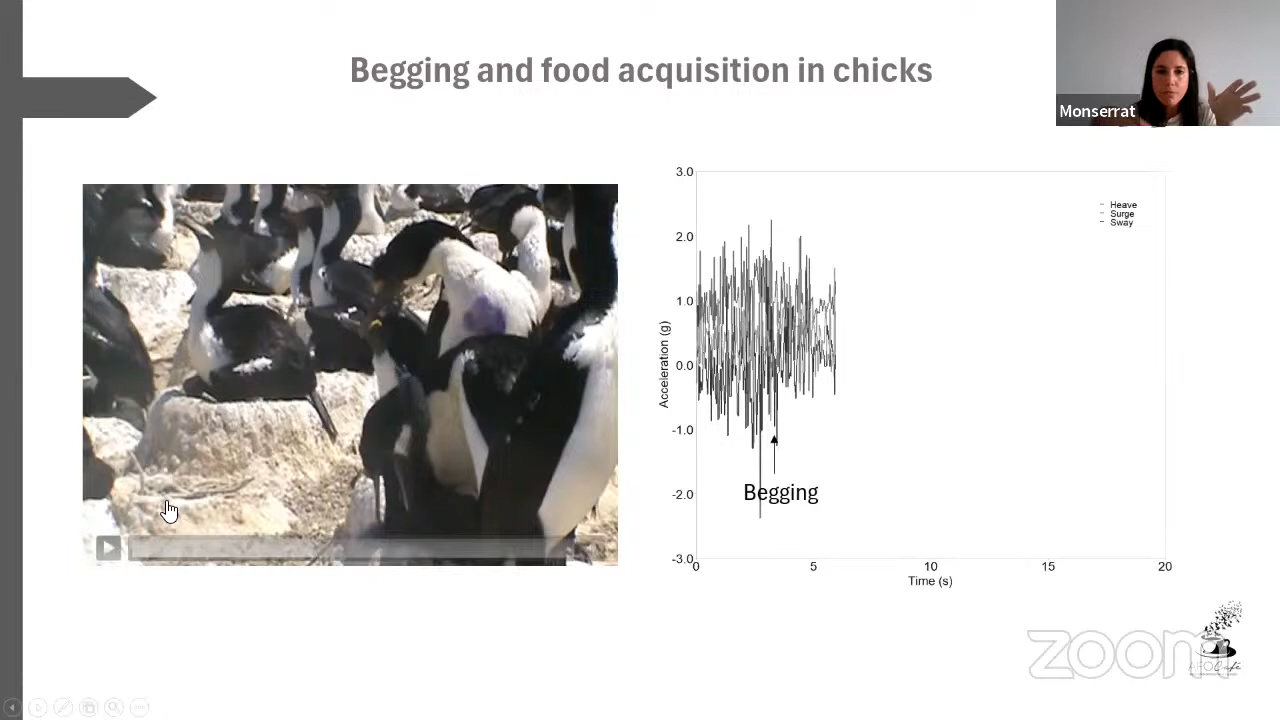 Begging and food acquisition in chicks
Monserrat
3.0
2.0
1.0
0.0
-1.0
-2.0
-3.0
Acceleration (g)
Heave
Surge
Sway
Begging
0
5
10
15
20
Time (s)
zoom
AFOCafé